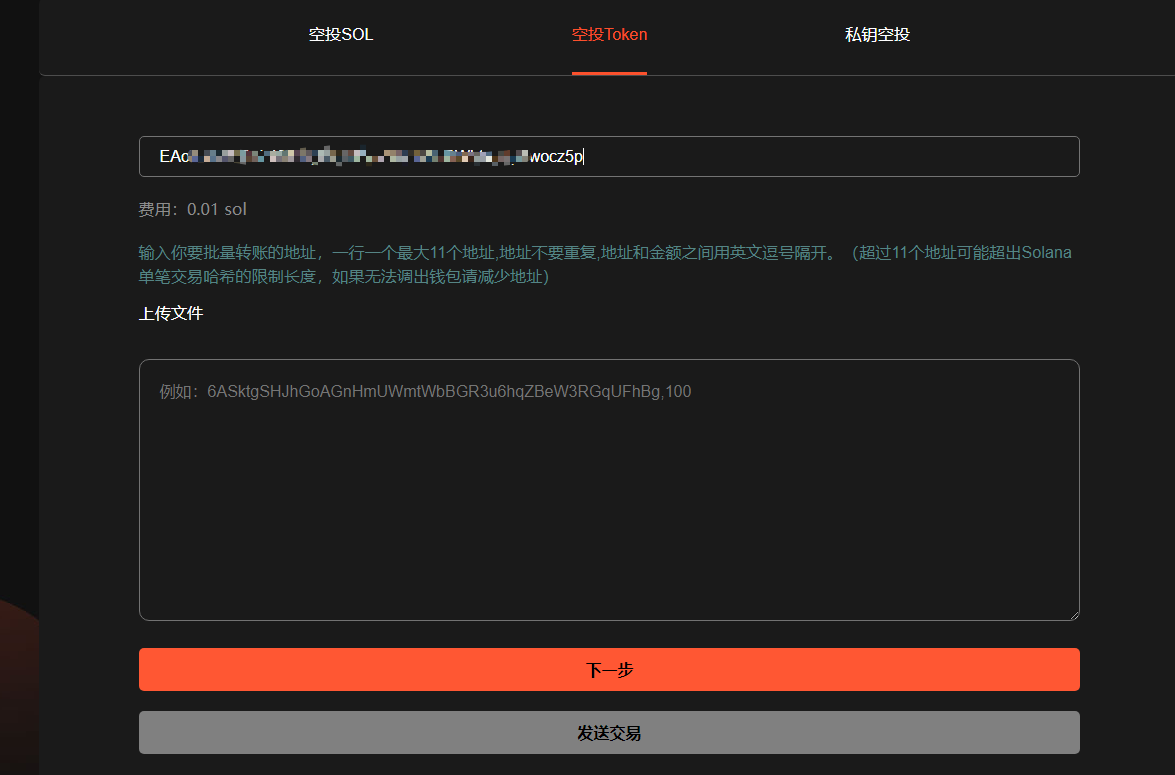 空投SOL 空投Token 私钥空投
EAc wocz5p
费用：0.01 sol
输入你要批量转账的地址，一行一个最大11个地址,地址不要重复,地址和金额之间用英文逗号隔开。（超过11个地址可能超出Solana
单笔交易哈希的限制长度，如果无法调出钱包请减少地址）
上传文件
例如：6ASktgSHJhGoAGnHmUWmtWbBGR3u6hqZBeW3RGqUFhBg,100
下一步
发送交易